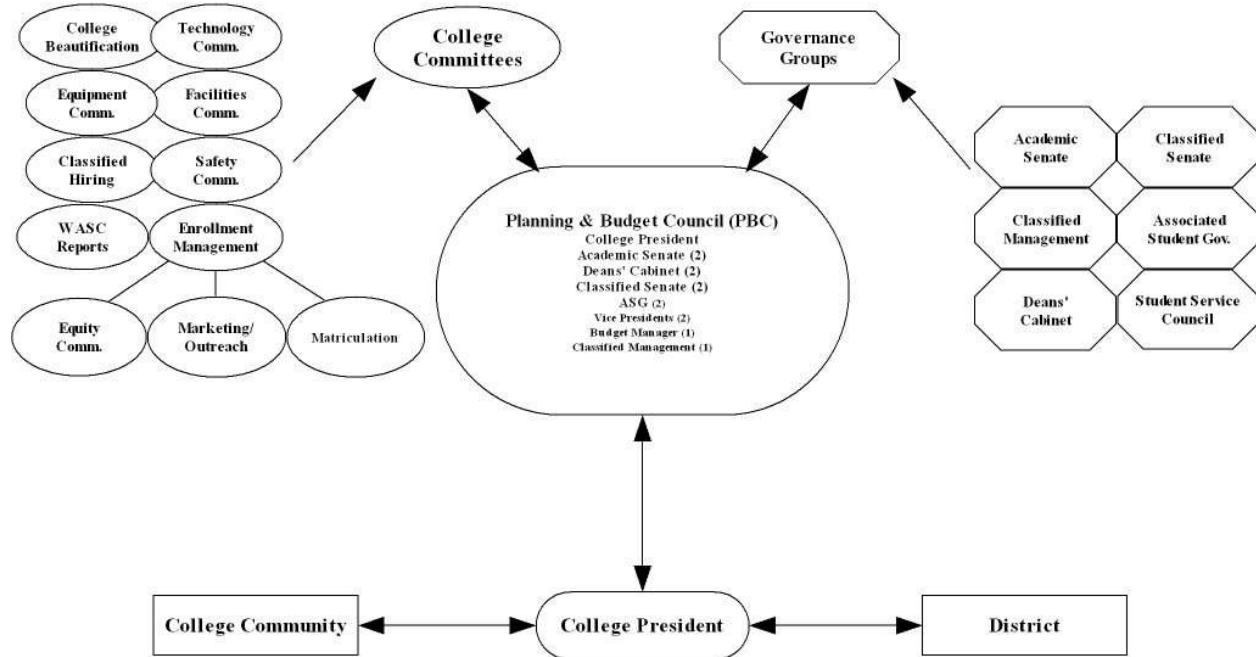 College
Beautification
Technology
Comm.
College
Committees
Governance
Groups
Equipment
Comm.
Facilities
Comm.
Classified
Hiring
Safety
Comm.
WASC
Reports
Enrollment
Management
Equity
Comm.
Marketing/
Outreach
Matriculation
Planning & Budget Council (PBC)
College President
Academic Senate (2)
Deans' Cabinet (2)
Classified Senate (2)
ASG (2)
Vice Presidents (2)
Budget Manager (1)
Classified Management (1)
Academic
Senate
Classified
Senate
Classified
Management
Associated
Student Gov.
Deans'
Cabinet
Student Service
Council
College Community
College President
District